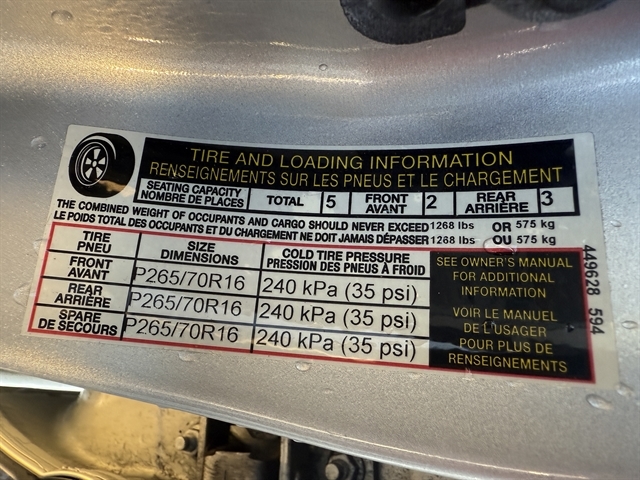 TIRE AND LOADING INFORMATION
RENSEIGNEMENTS SUR LES PNEUS ET LE CHARGEMENT
SEATING CAPACITY
NOMBRE DE PLACES
TOTAL 5 FRONT AVANT 2 REAR ARRIÈRE 3
THE COMBINED WEIGHT OF OCCUPANTS AND CARGO SHOULD NEVER EXCEED 1268 lbs OR 575 kg
LE POIDS TOTAL DES OCCUPANTS ET DU CHARGEMENT NE DOIT JAMAIS DÉPASSER 1268 lbs OU 575 kg
TIRE PNEU
SIZE DIMENSIONS
COLD TIRE PRESSURE
PRESSION DES PNEUS À FROID
FRONT AVANT P265/70R16 240 kPa (35 psi)
REAR ARRIÈRE P265/70R16 240 kPa (35 psi)
SPARE DE SECOURS P265/70R16 240 kPa (35 psi)
SEE OWNER'S MANUAL
FOR ADDITIONAL
INFORMATION
VOIR LE MANUEL
DE L'USAGER
POUR PLUS DE
RENSEIGNEMENTS
449628 594